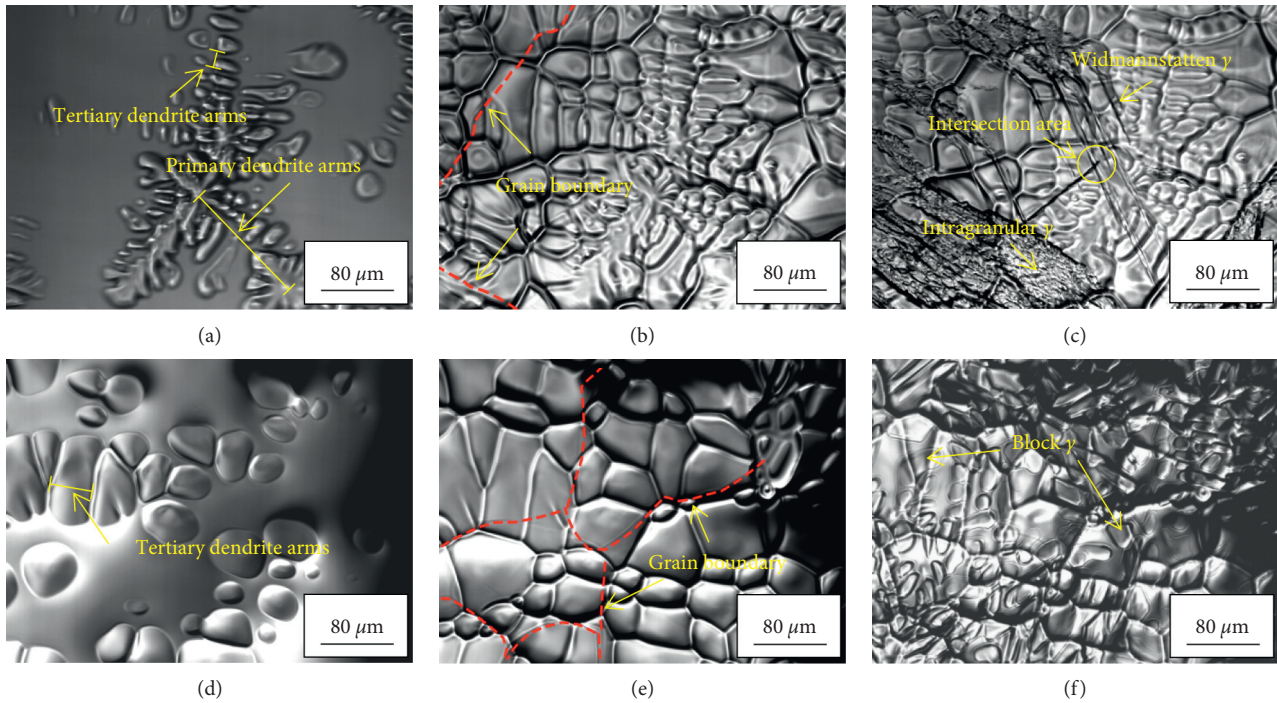 Tertiary dendrite arms
Primary dendrite arms
80 μm
(a)
Grain boundary
80 μm
(b)
Widmannstatten γ
Intersection area
Intragranular γ
80 μm
(c)
Tertiary dendrite arms
80 μm
(d)
Grain boundary
80 μm
(e)
Block γ
80 μm
(f)